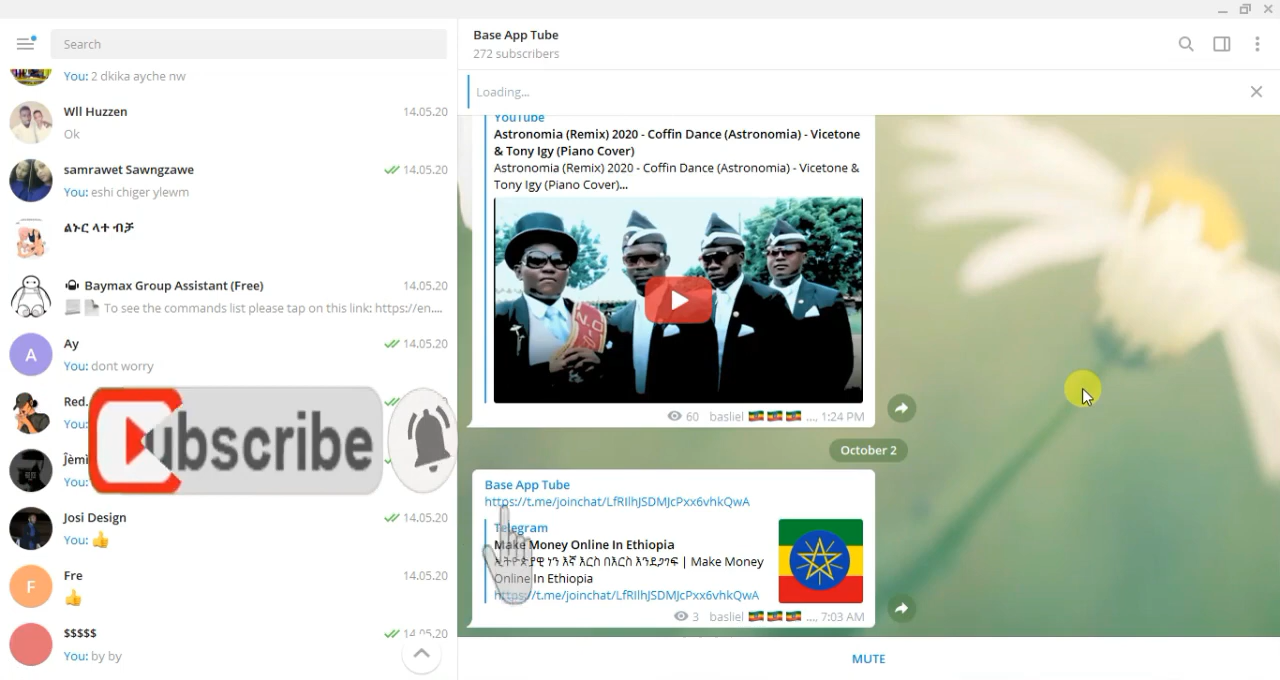 Search
You: 2 dkika ayche nw
Wll Huzzen
14.05.20
Ok
samrawet Sawngzawe
14.05.20
You: eshi chiger ylewm
ልኑር ላተ ብቻ
Baymax Group Assistant (Free)
14.05.20
To see the commands list please tap on this link: https://en....
Ay
14.05.20
You: dont worry
Red.
You:
Subscribe
Jèmi
You:
Josi Design
14.05.20
You: 👍
Fre
14.05.20
👍
$$$$$
14.05.20
You: by by
Base App Tube
272 subscribers
Loading...
YouTube
Astronomia (Remix) 2020 - Coffin Dance (Astronomia) - Vicetone
& Tony Igy (Piano Cover)
Astronomia (Remix) 2020 - Coffin Dance (Astronomia) - Vicetone &
Tony Igy (Piano Cover)...
60 basliel 🇪🇹 🇪🇹 🇪🇹 ..., 1:24 PM
October 2
Base App Tube
https://t.me/joinchat/LfRIlhJSDMJcPxx6vhkQwA
Telegram
Make Money Online In Ethiopia
ኢትዮጵያዊ ነን እኛ እርስ በእርስ እንደጋገፍ | Make Money
Online In Ethiopia
https://t.me/joinchat/LfRIlhJSDMJcPxx6vhkQwA
3 basliel 🇪🇹 🇪🇹 🇪🇹 ..., 7:03 AM
MUTE